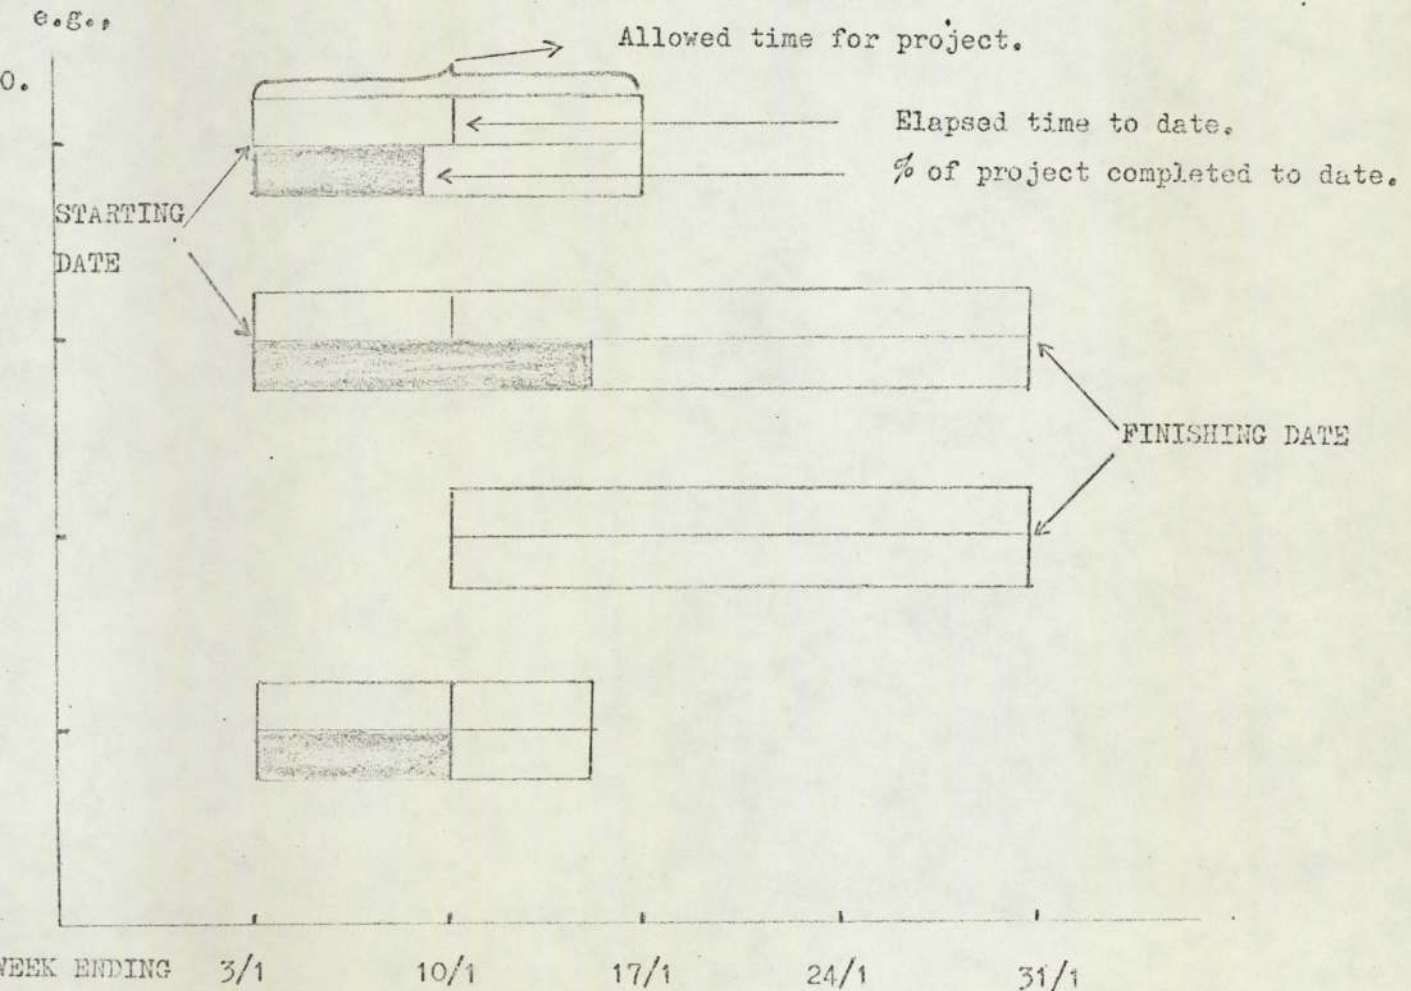 e.g.,
Allowed time for project.
o.
Elapsed time to date.
% of project completed to date.
STARTING
DATE
FINISHING DATE
WEEK ENDING 3/1 10/1 17/1 24/1 31/1